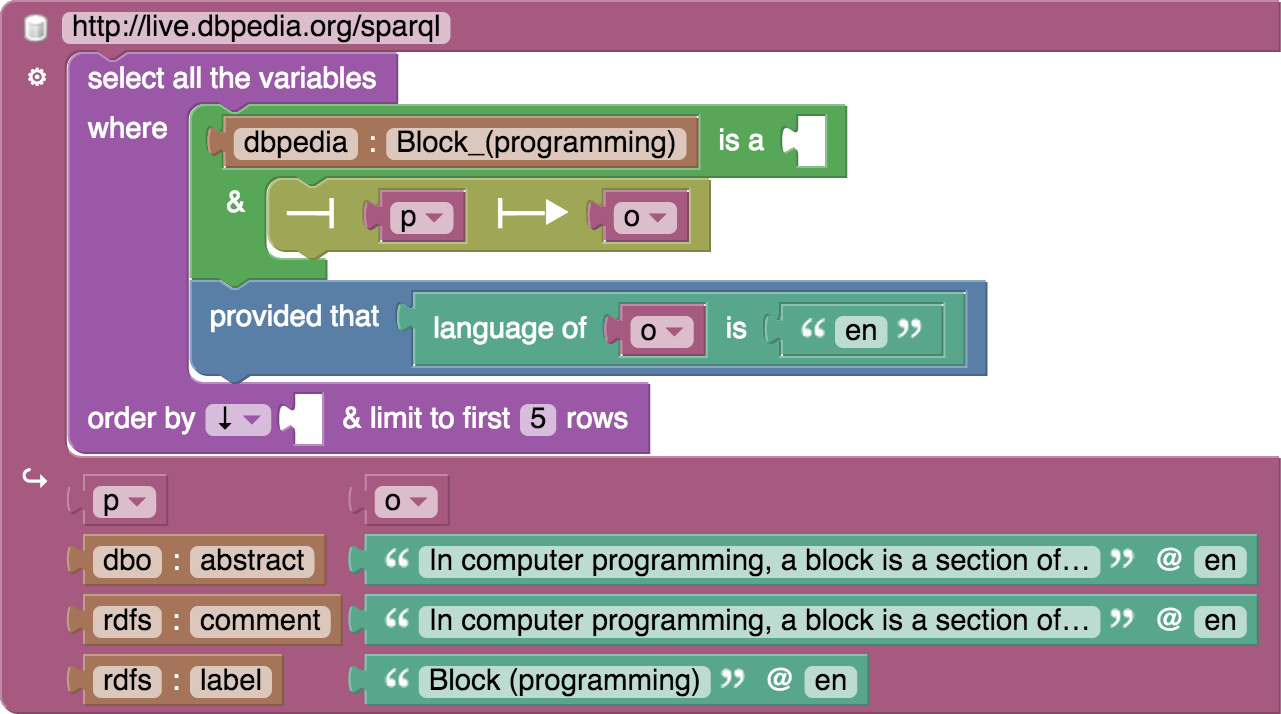 http://live.dbpedia.org/sparql
select all the variables
where
dbpedia : Block_(programming) is a
& p o
provided that language of o is “ en ”
order by ↓ & limit to first 5 rows
p o
dbo : abstract “ In computer programming, a block is a section of… ” @ en
rdfs : comment “ In computer programming, a block is a section of… ” @ en
rdfs : label “ Block (programming) ” @ en